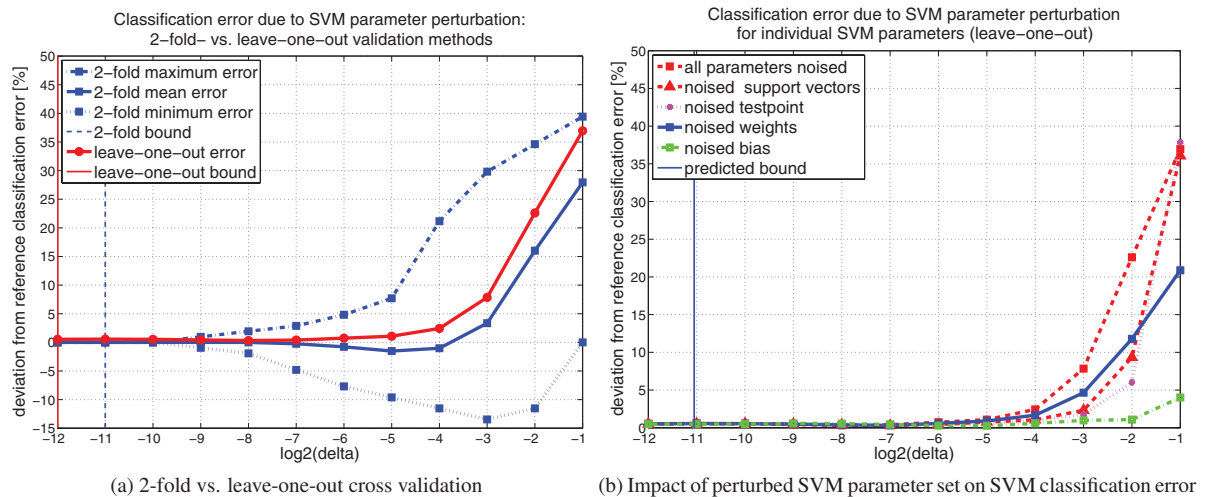 Classification error due to SVM parameter perturbation:
2−fold− vs. leave−one−out validation methods
deviation from reference classification error [%]
50
45
40
35
30
25
20
15
10
5
0
−5
−10
−15
2−fold maximum error
2−fold mean error
2−fold minimum error
2−fold bound
leave−one−out error
leave−one−out bound
−12 −11 −10 −9 −8 −7 −6 −5 −4 −3 −2 −1
log2(delta)
(a) 2-fold vs. leave-one-out cross validation
Classification error due to SVM parameter perturbation
for individual SVM parameters (leave−one−out)
deviation from reference classification error [%]
50
45
40
35
30
25
20
15
10
5
0
all parameters noised
noised support vectors
noised testpoint
noised weights
noised bias
predicted bound
−12 −11 −10 −9 −8 −7 −6 −5 −4 −3 −2 −1
log2(delta)
(b) Impact of perturbed SVM parameter set on SVM classification error